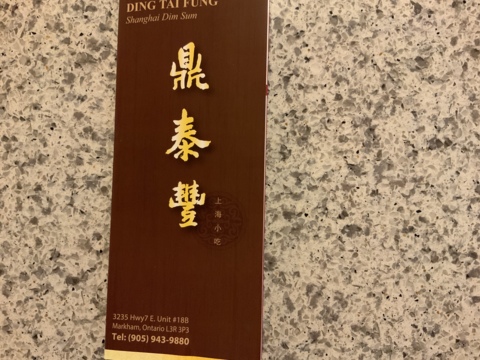 DING TAI FUNG
Shanghai Dim Sum
鼎泰豐
上海小吃
3235 Hwy7 E. Unit #18B
Markham, Ontario L3R 3P3
Tel: (905) 943-9880